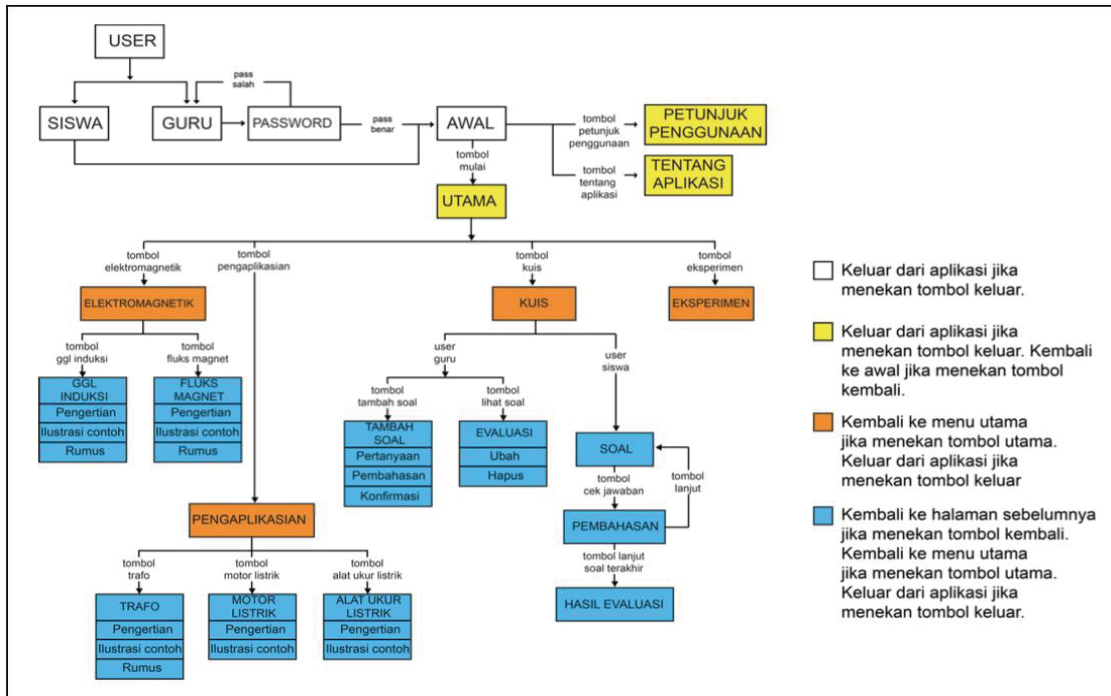 USER
pass
salah
SISWA
GURU
PASSWORD
pass
benar
AWAL
tombol
petunjuk
penggunaan
PETUNJUK
PENGGUNAAN
tombol
tentang
aplikasi
TENTANG
APLIKASI
tombol
mulai
UTAMA
tombol
elektromagnetik
tombol
pengaplikasian
tombol
kuis
tombol
eksperimen
ELEKTROMAGNETIK
KUIS
EKSPERIMEN
tombol
ggl induksi
tombol
fluks magnet
GGL
INDUKSI
Pengertian
Ilustrasi contoh
Rumus
FLUKS
MAGNET
Pengertian
Ilustrasi contoh
Rumus
user
guru
user
siswa
tombol
tambah soal
tombol
lihat soal
TAMBAH
SOAL
Pertanyaan
Pembahasan
Konfirmasi
EVALUASI
Ubah
Hapus
SOAL
tombol
cek jawaban
tombol
lanjut
PEMBAHASAN
tombol lanjut
soal terakhir
HASIL EVALUASI
PENGAPLIKASIAN
tombol
trafo
tombol
motor listrik
tombol
alat ukur listrik
TRAFO
Pengertian
Ilustrasi contoh
Rumus
MOTOR
LISTRIK
Pengertian
Ilustrasi contoh
ALAT UKUR
LISTRIK
Pengertian
Ilustrasi contoh
Keluar dari aplikasi jika
menekan tombol keluar.
Keluar dari aplikasi jika
menekan tombol keluar. Kembali
ke awal jika menekan tombol
kembali.
Kembali ke menu utama
jika menekan tombol utama.
Keluar dari aplikasi jika
menekan tombol keluar
Kembali ke halaman sebelumnya
jika menekan tombol kembali.
Kembali ke menu utama
jika menekan tombol utama.
Keluar dari aplikasi jika
menekan tombol keluar.